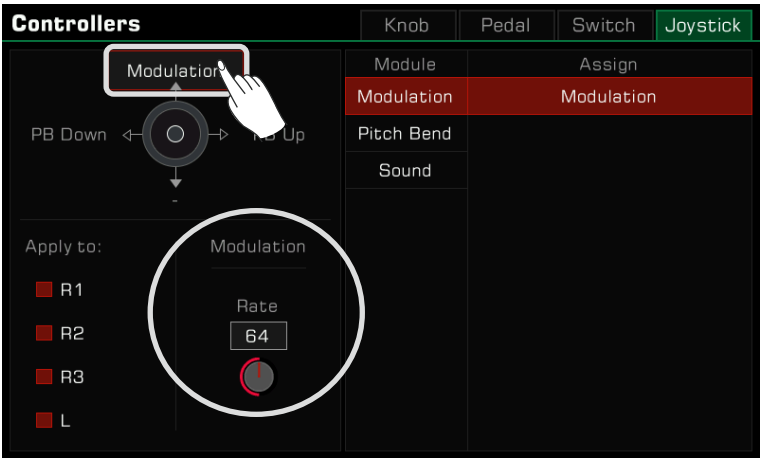 Controllers
Knob
Pedal
Switch
Joystick
Modulation
PB Down
Up
-
Apply to:
R1
R2
R3
L
Modulation
Rate
64
Module
Assign
Modulation
Modulation
Pitch Bend
Sound